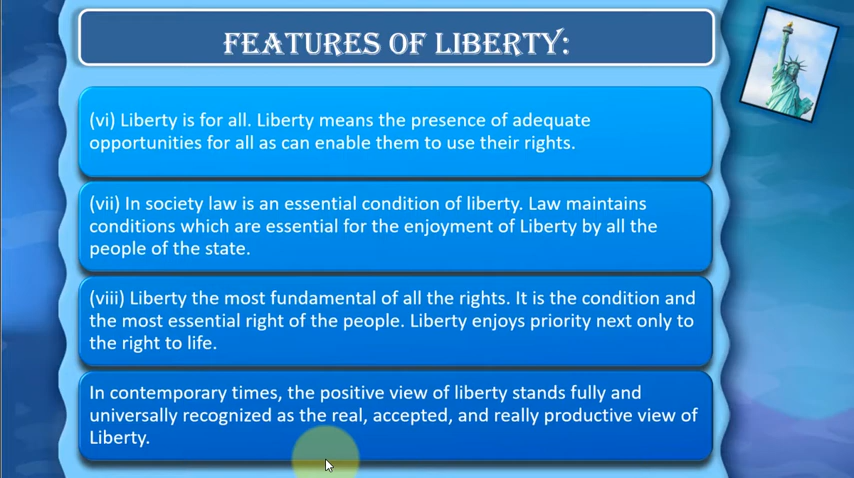 FEATURES OF LIBERTY:
(vi) Liberty is for all. Liberty means the presence of adequate
opportunities for all as can enable them to use their rights.
(vii) In society law is an essential condition of liberty. Law maintains
conditions which are essential for the enjoyment of Liberty by all the
people of the state.
(viii) Liberty the most fundamental of all the rights. It is the condition and
the most essential right of the people. Liberty enjoys priority next only to
the right to life.
In contemporary times, the positive view of liberty stands fully and
universally recognized as the real, accepted, and really productive view of
Liberty.